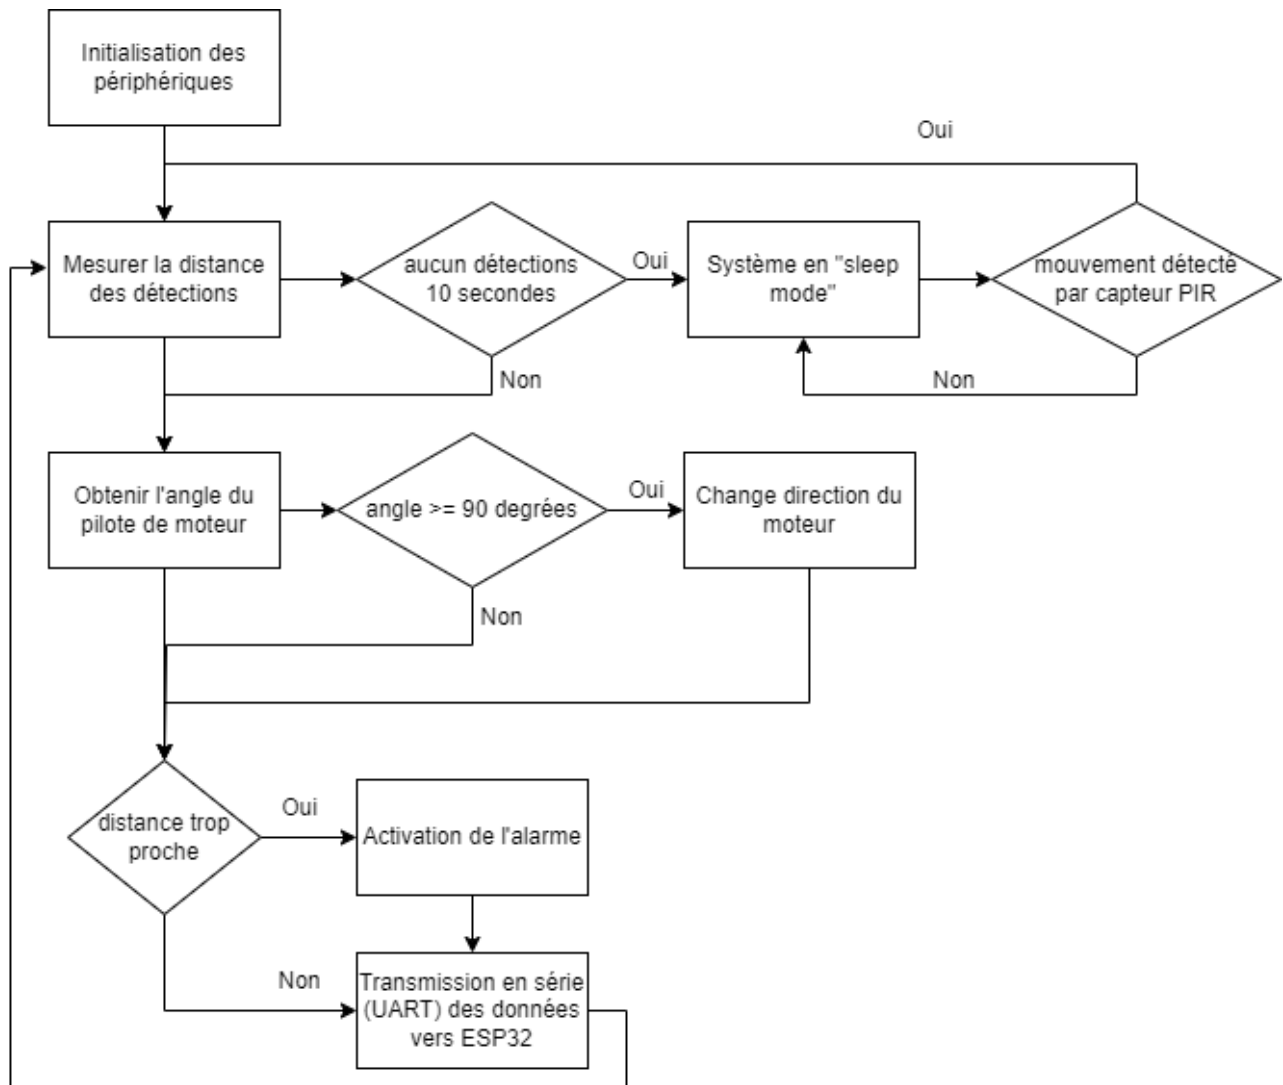 Initialisation des
périphériques
Oui
Mesurer la distance
des détections
aucun détections
10 secondes
Oui
Système en "sleep
mode"
mouvement détecté
par capteur PIR
Non
Non
Obtenir l'angle du
pilote de moteur
angle >= 90 degrées
Oui
Change direction du
moteur
Non
distance trop
proche
Oui
Activation de l'alarme
Non
Transmission en série
(UART) des données
vers ESP32